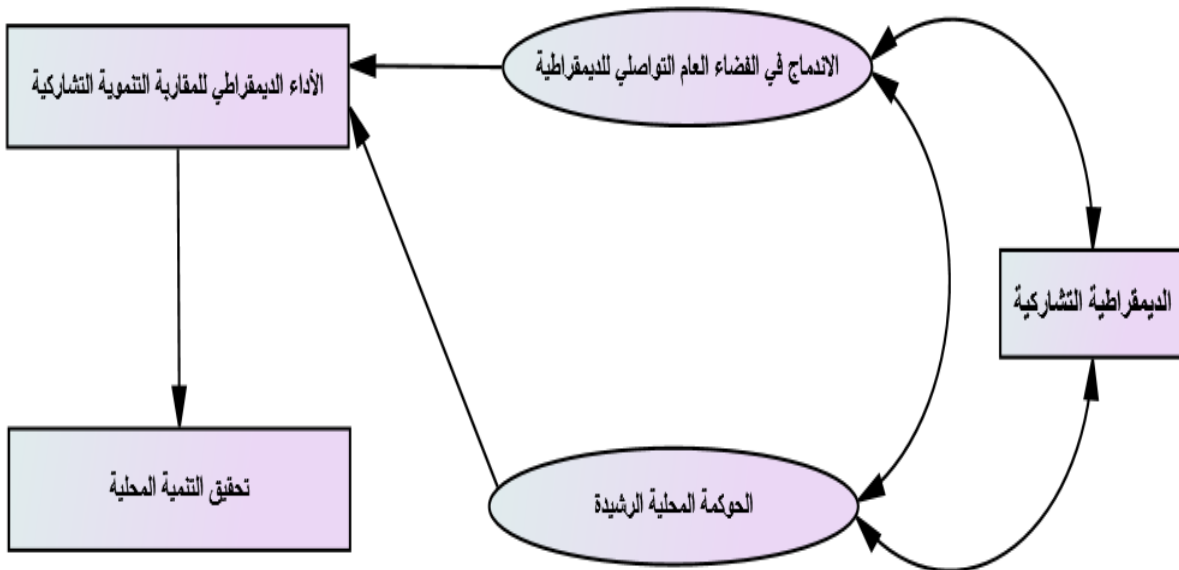 الاندماج في الفضاء العام التواصلي للديمقراطية
الأداء الديمقراطي للمقاربة التنموية التشاركية
الديمقراطية التشاركية
الحوكمة المحلية الرشيدة
تحقيق التنمية المحلية